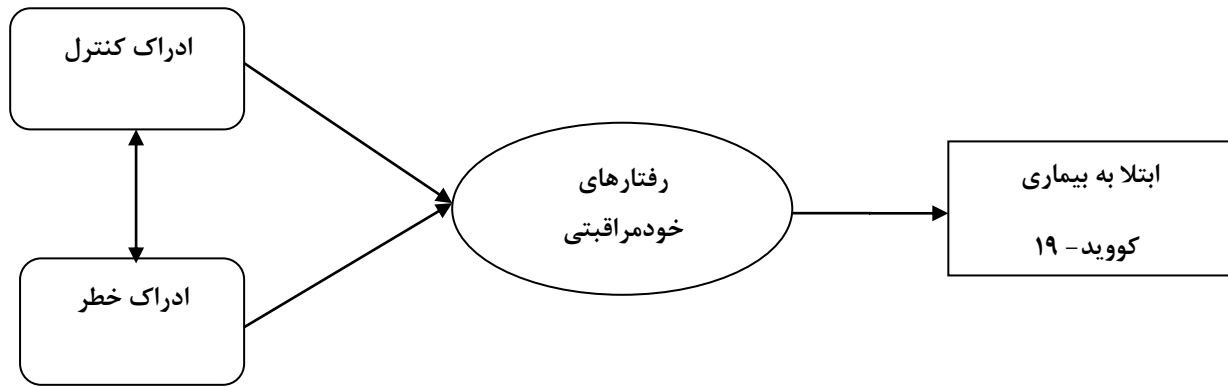 ادراک کنترل
ادراک خطر
رفتارهای
خودمراقبتی
ابتلا به بیماری
کووید- ۱۹